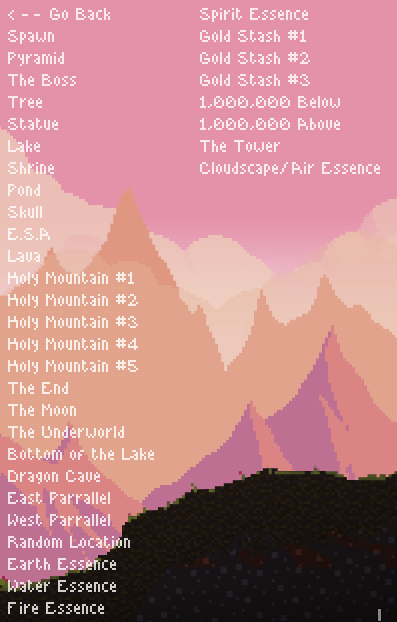 <-- Go Back
Spawn
Pyramid
The Boss
Tree
Statue
Lake
Shrine
Pond
Skull
E.S.A
Lava
Holy Mountain #1
Holy Mountain #2
Holy Mountain #3
Holy Mountain #4
Holy Mountain #5
The End
The Moon
The Underworld
Bottom of the Lake
Dragon Cave
East Parrallel
West Parrallel
Random Location
Earth Essence
Water Essence
Fire Essence
Spirit Essence
Gold Stash #1
Gold Stash #2
Gold Stash #3
1,000,000 Below
1,000,000 Above
The Tower
Cloudscape/Air Essence